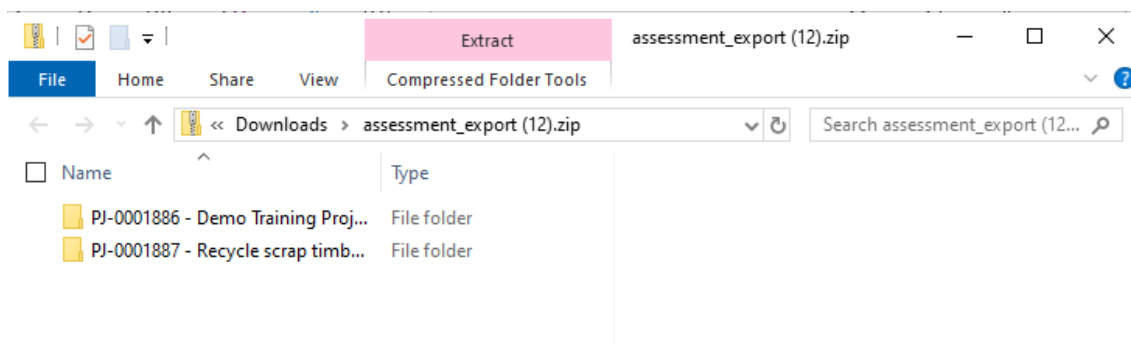 Extract
assessment_export (12).zip
File Home Share View Compressed Folder Tools ?
« Downloads › assessment_export (12).zip
Search assessment_export (12...
Name Type
PJ-0001886 - Demo Training Proj... File folder
PJ-0001887 - Recycle scrap timb... File folder